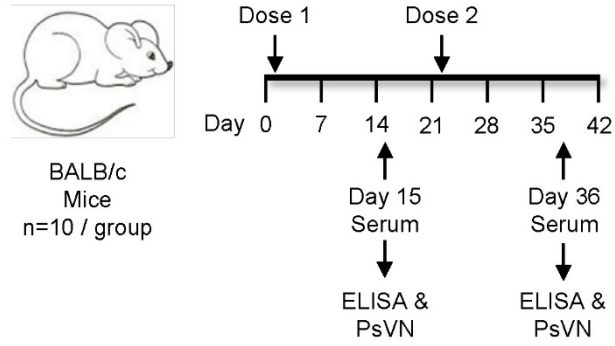 Dose 1 Dose 2
Day 0 7 14 21 28 35 42
BALB/c
Mice
n=10 / group
Day 15
Serum
ELISA &
PsVN
Day 36
Serum
ELISA &
PsVN